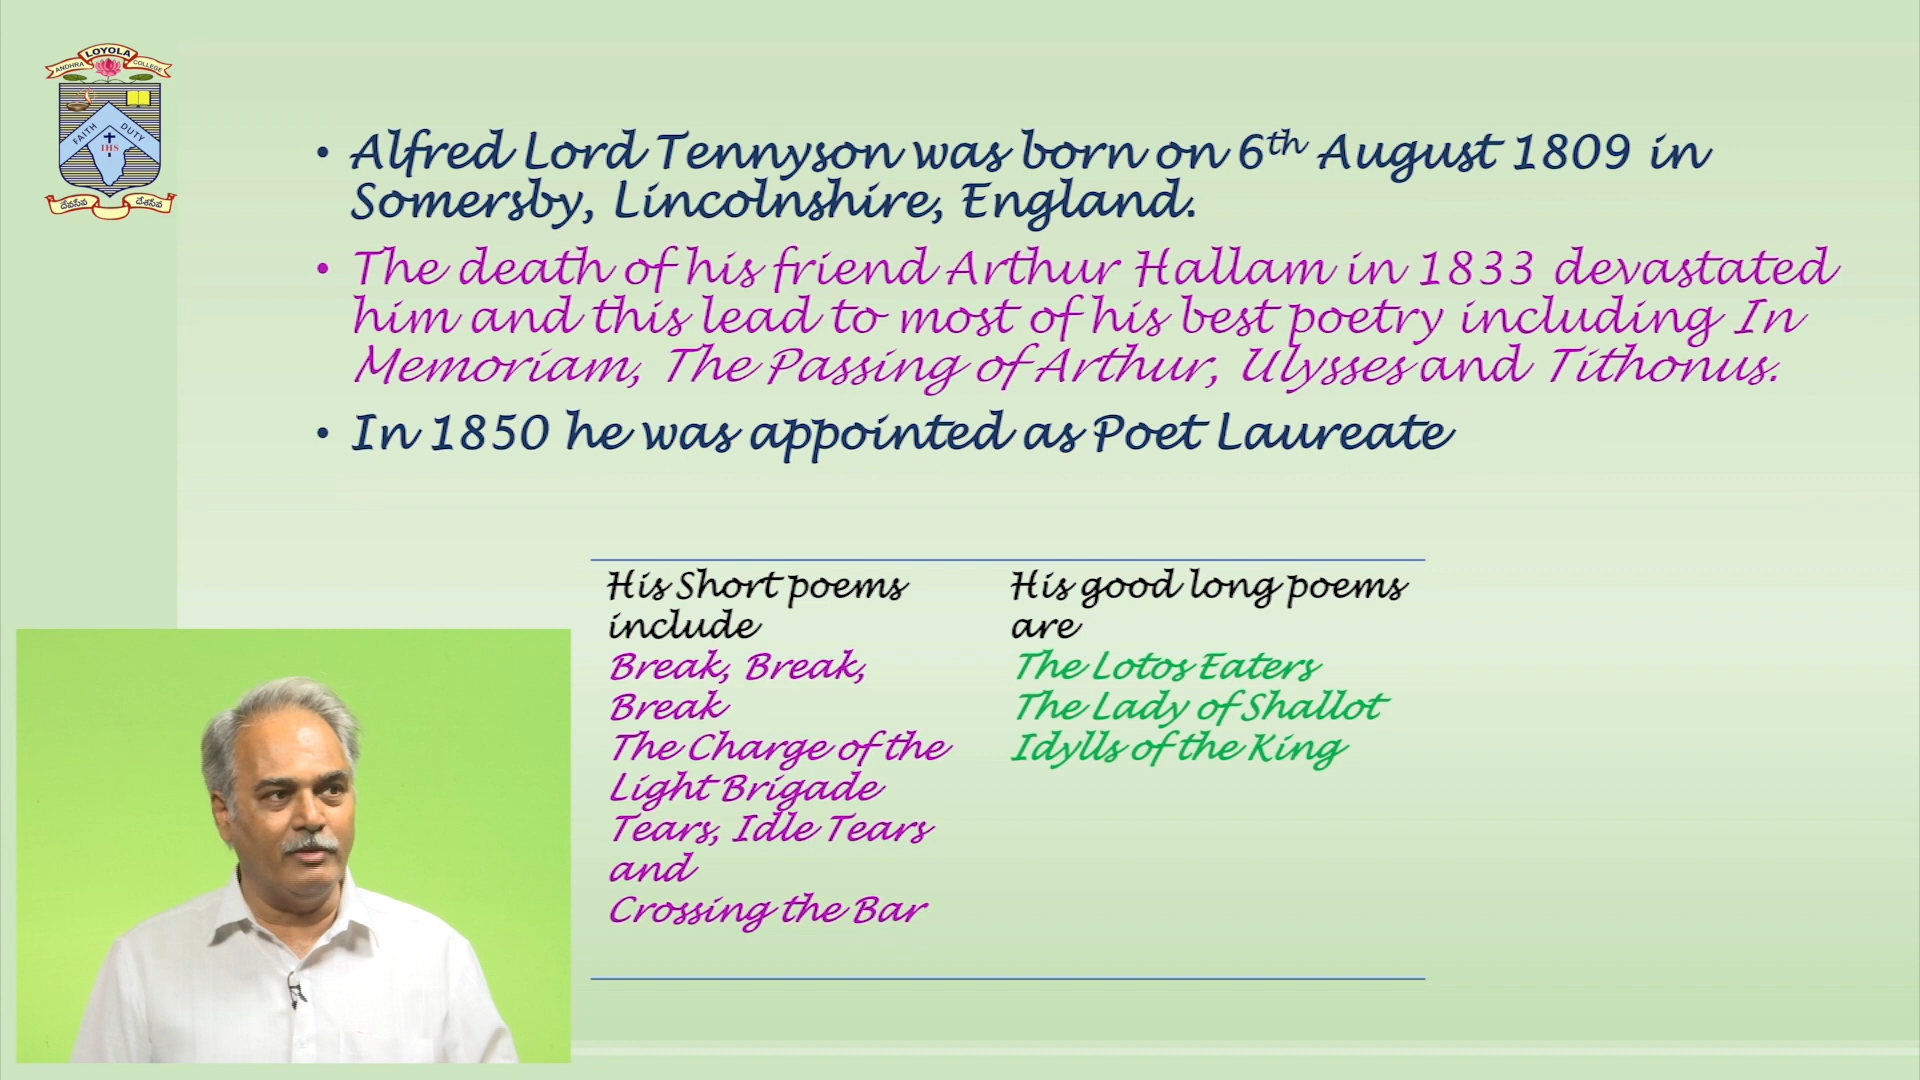 LOYOLA
ANDHRA COLLEGE
FAITH DUTY
IHS
దేవసేవ దేశసేవ
• Alfred Lord Tennyson was born on 6th August 1809 in
Somersby, Lincolnshire, England.
• The death of his friend Arthur Hallam in 1833 devastated
him and this lead to most of his best poetry including In
Memoriam, The Passing of Arthur, Ulysses and Tithonus.
• In 1850 he was appointed as Poet Laureate
His Short poems
include
Break, Break,
Break
The Charge of the
Light Brigade
Tears, Idle Tears
and
Crossing the Bar
His good long poems
are
The Lotos Eaters
The Lady of Shallot
Idylls of the King